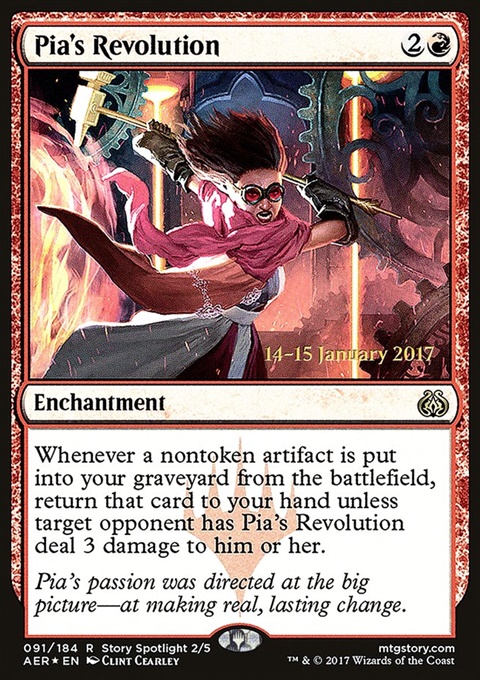 Pia's Revolution 2
14-15 January 2017
Enchantment
Whenever a nontoken artifact is put
into your graveyard from the battlefield,
return that card to your hand unless
target opponent has Pia's Revolution
deal 3 damage to him or her.
Pia's passion was directed at the big
picture—at making real, lasting change.
091/184 R Story Spotlight 2/5 mtgstory.com
AER★EN Clint Cearley ™ & © 2017 Wizards of the Coast